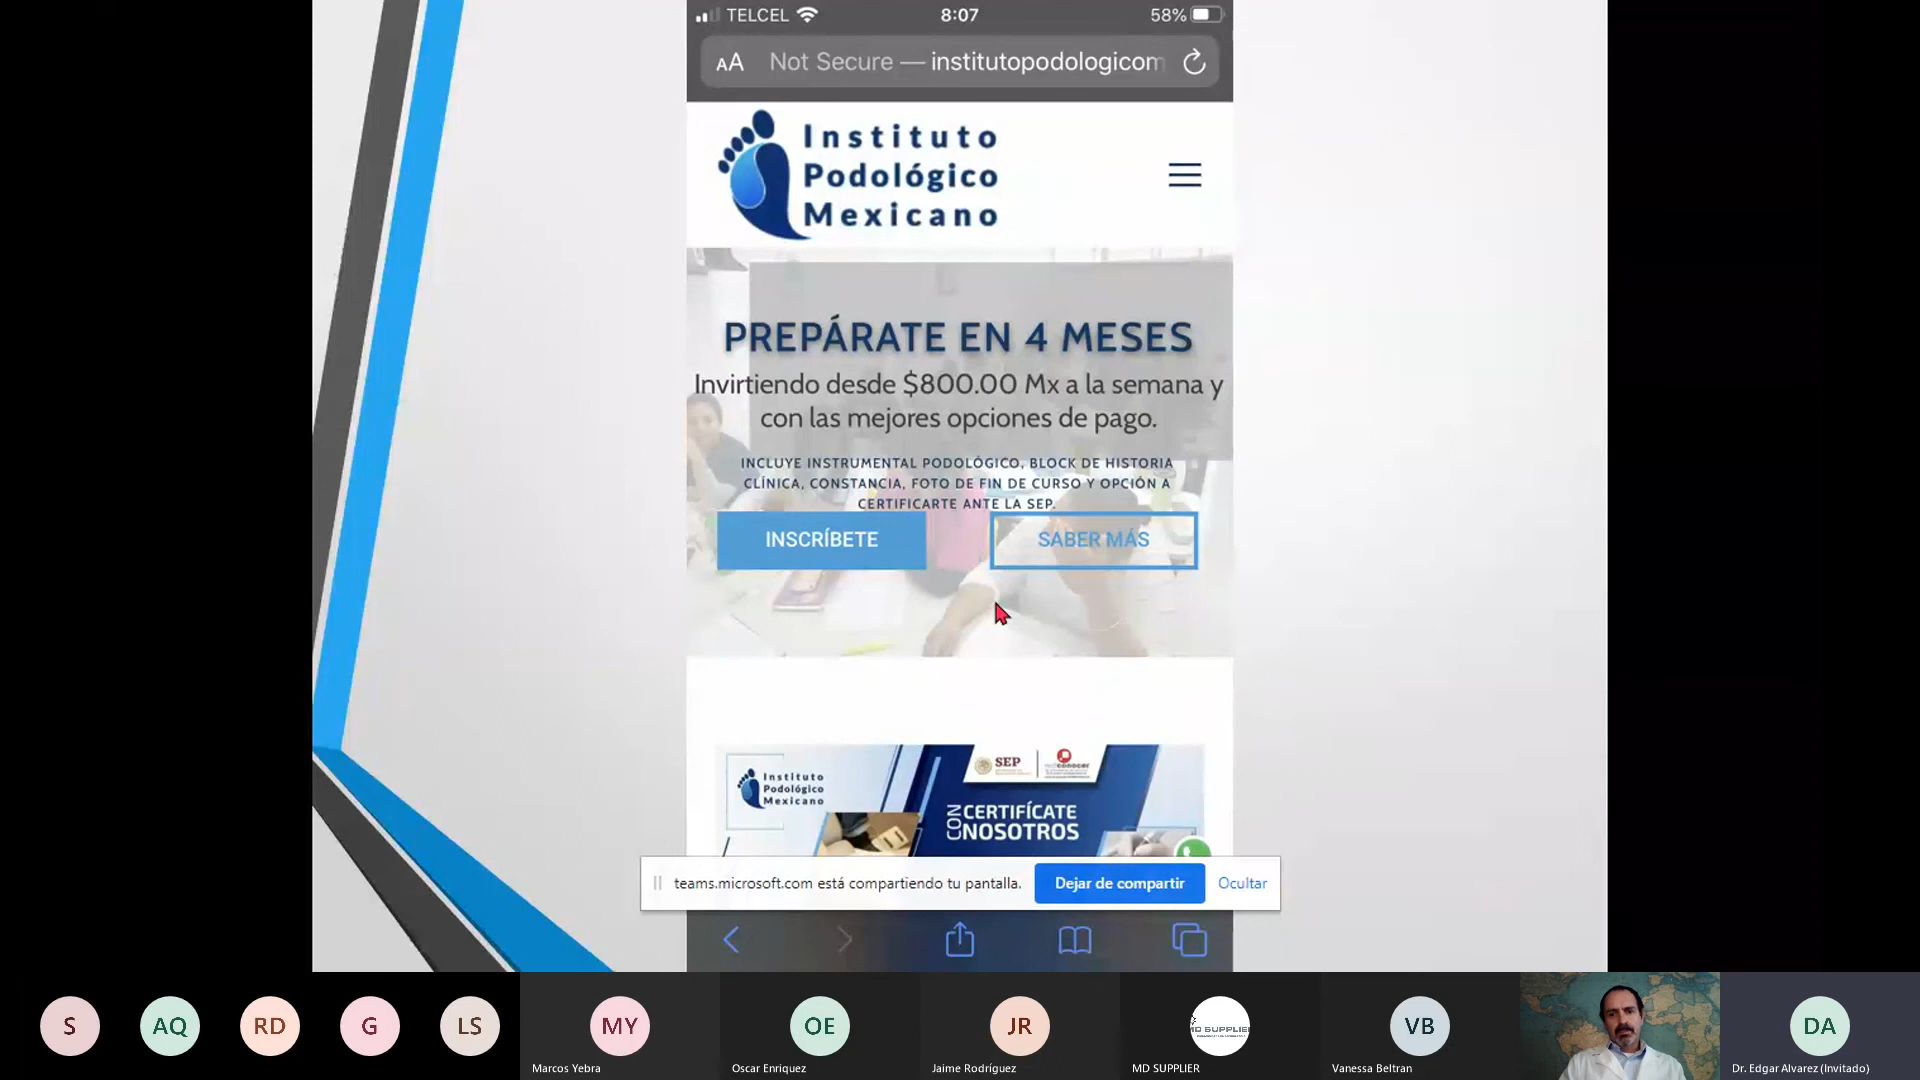 TELCEL
8:07
58%
AA
Not Secure — institutopodologicom
Instituto
Podológico
Mexicano
PREPÁRATE EN 4 MESES
Invirtiendo desde $800.00 Mx a la semana y
con las mejores opciones de pago.
INCLUYE INSTRUMENTAL PODOLÓGICO, BLOCK DE HISTORIA
CLÍNICA, CONSTANCIA, FOTO DE FIN DE CURSO Y OPCIÓN A
CERTIFICARTE ANTE LA SEP.
INSCRÍBETE
SABER MÁS
Instituto
Podológico
Mexicano
SEP
conocer
CERTIFÍCATE
CON
NOSOTROS
teams.microsoft.com está compartiendo tu pantalla.
Dejar de compartir
Ocultar
S
AQ
RD
G
LS
MY
OE
JR
MD SUPPLIER
VB
DA
Marcos Yebra
Oscar Enriquez
Jaime Rodríguez
MD SUPPLIER
Vanessa Beltran
Dr. Edgar Alvarez (Invitado)